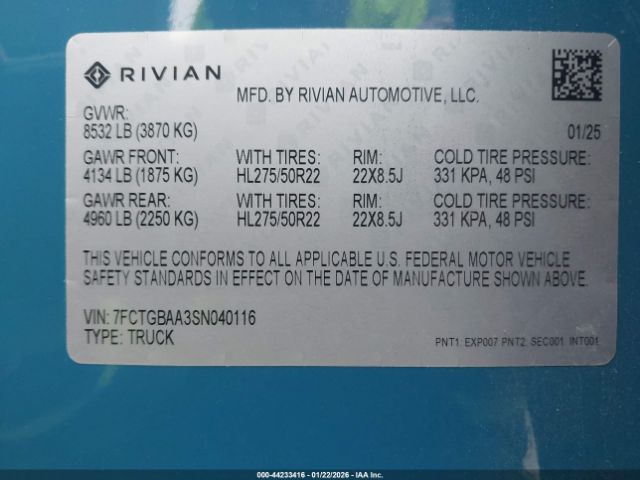 RIVIAN
MFD. BY RIVIAN AUTOMOTIVE, LLC.
GVWR:
8532 LB (3870 KG)
01/25
GAWR FRONT: WITH TIRES: RIM: COLD TIRE PRESSURE:
4134 LB (1875 KG) HL275/50R22 22X8.5J 331 KPA, 48 PSI
GAWR REAR: WITH TIRES: RIM: COLD TIRE PRESSURE:
4960 LB (2250 KG) HL275/50R22 22X8.5J 331 KPA, 48 PSI
THIS VEHICLE CONFORMS TO ALL APPLICABLE U.S. FEDERAL MOTOR VEHICLE
SAFETY STANDARDS IN EFFECT ON THE DATE OF MANUFACTURE SHOWN ABOVE.
VIN: 7FCTGBAA3SN040116
TYPE: TRUCK
PNT1: EXP007 PNT2: SEC001 INT001
000-44233416 - 01/22/2026 - IAA Inc.